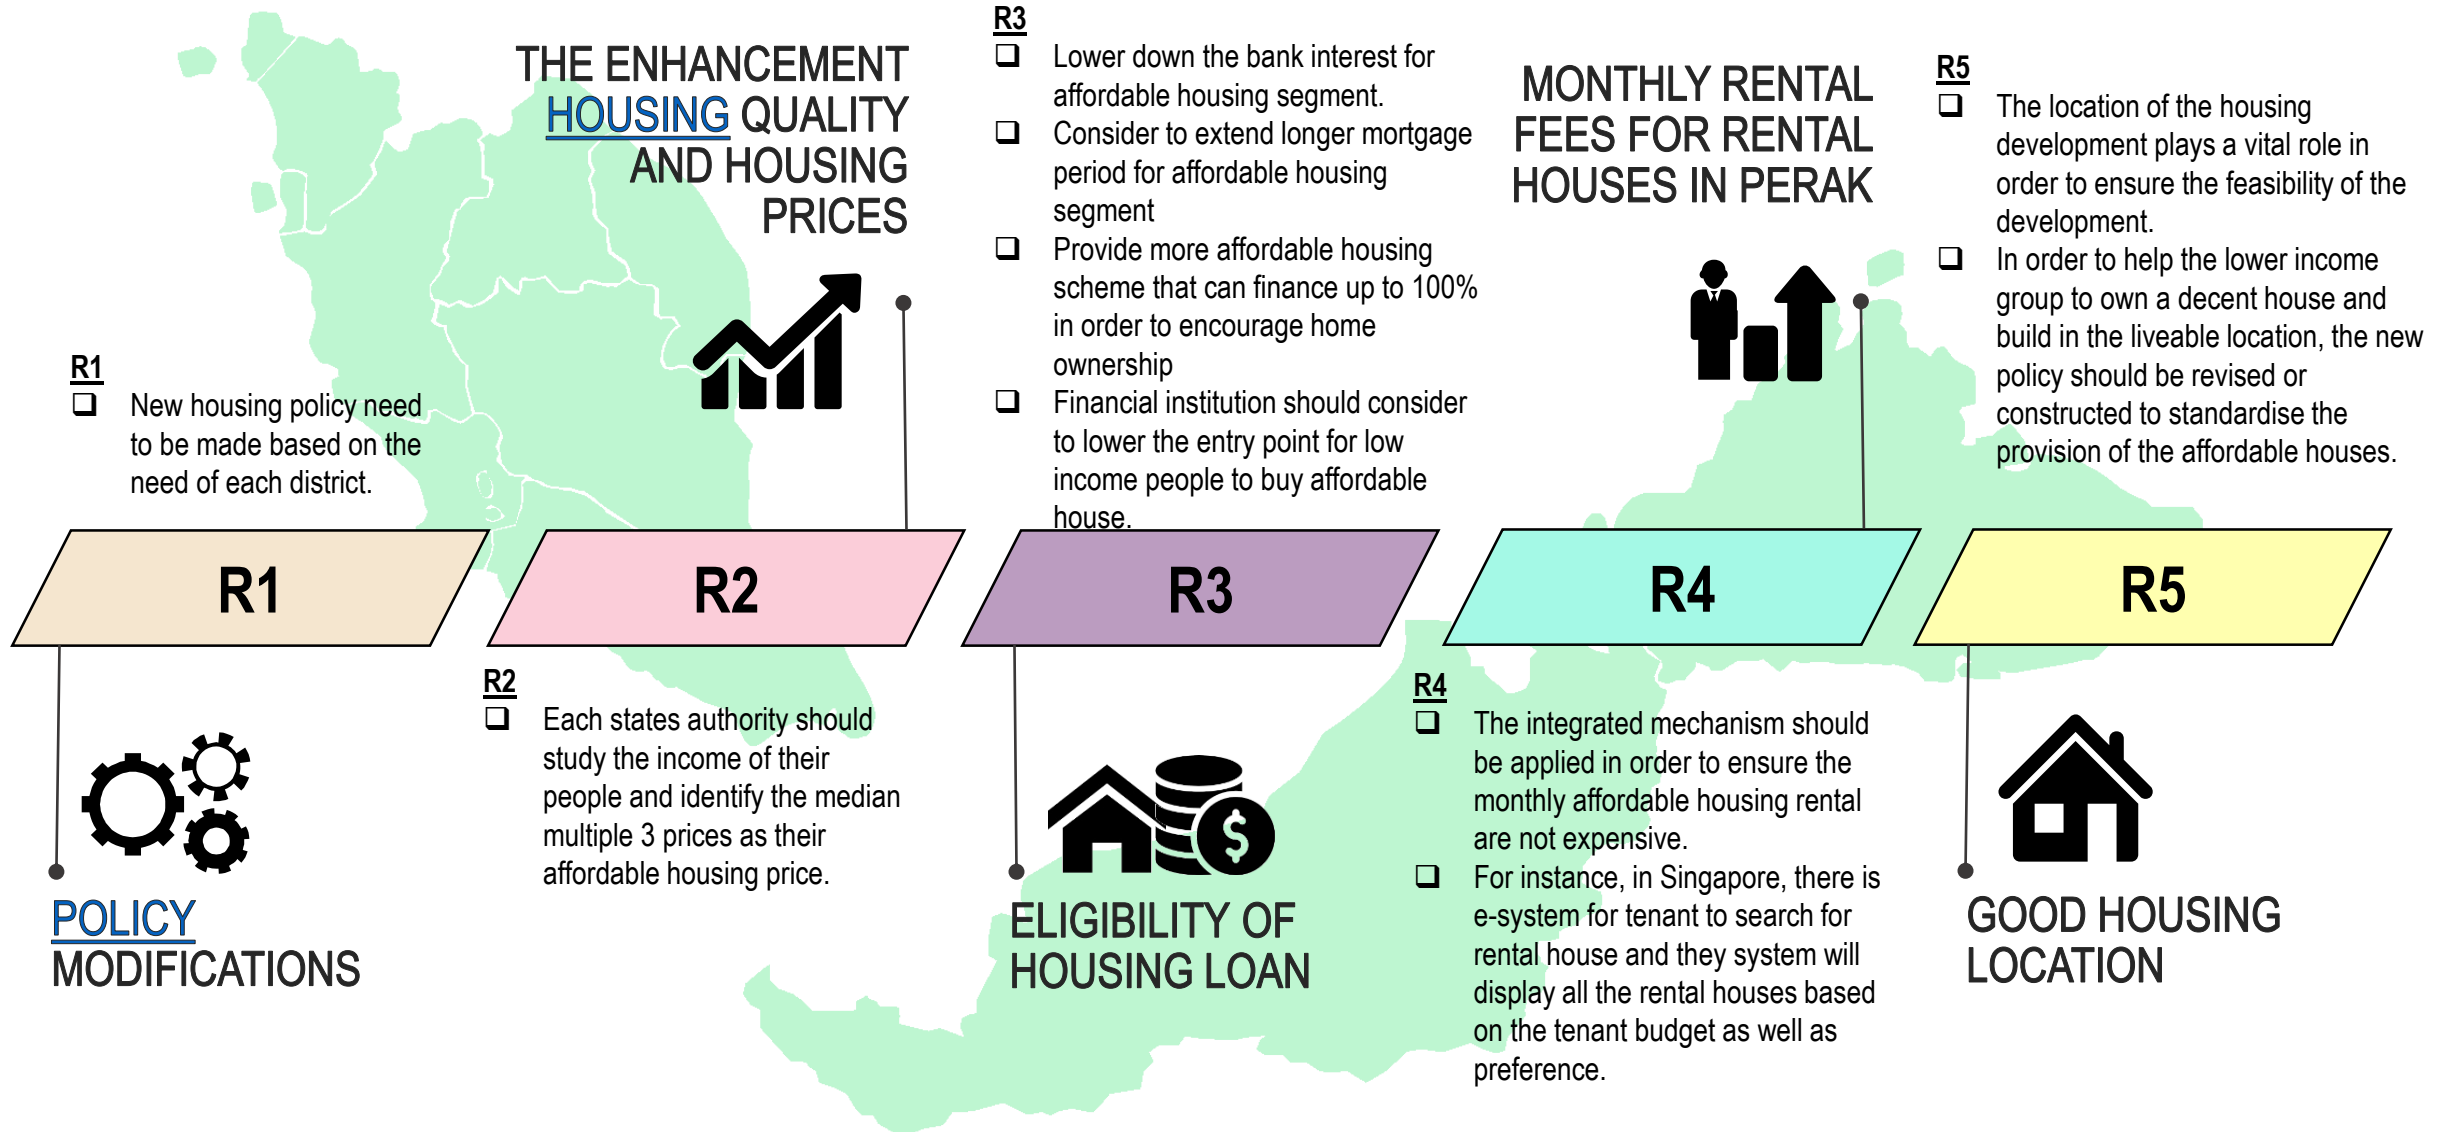 R1
New housing policy need
to be made based on the
need of each district.
R1
POLICY
MODIFICATIONS
THE ENHANCEMENT
HOUSING QUALITY
AND HOUSING
PRICES
R2
R2
Each states authority should
study the income of their
people and identify the median
multiple 3 prices as their
affordable housing price.
R3
Lower down the bank interest for
affordable housing segment.
Consider to extend longer mortgage
period for affordable housing
segment
Provide more affordable housing
scheme that can finance up to 100%
in order to encourage home
ownership
Financial institution should consider
to lower the entry point for low
income people to buy affordable
house.
R3
$
ELIGIBILITY OF
HOUSING LOAN
MONTHLY RENTAL
FEES FOR RENTAL
HOUSES IN PERAK
R4
R4
The integrated mechanism should
be applied in order to ensure the
monthly affordable housing rental
are not expensive.
For instance, in Singapore, there is
e-system for tenant to search for
rental house and they system will
display all the rental houses based
on the tenant budget as well as
preference.
R5
The location of the housing
development plays a vital role in
order to ensure the feasibility of the
development.
In order to help the lower income
group to own a decent house and
build in the liveable location, the new
policy should be revised or
constructed to standardise the
provision of the affordable houses.
R5
GOOD HOUSING
LOCATION